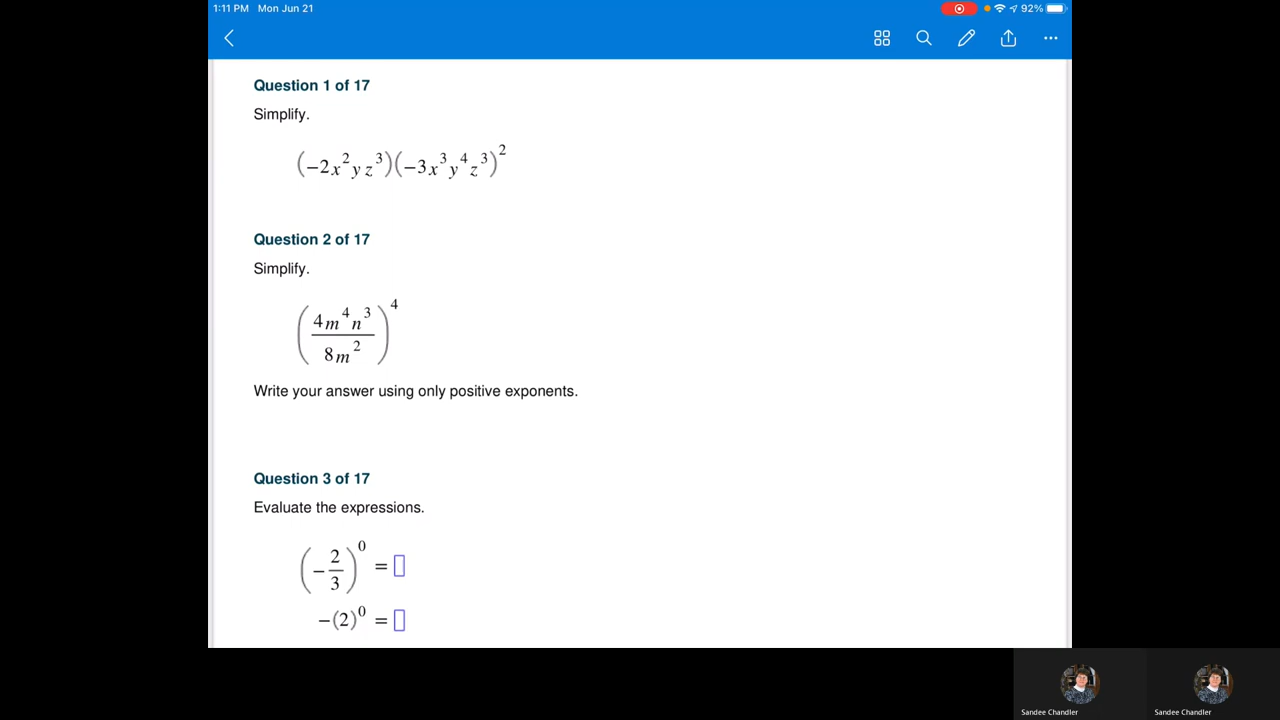 1:11 PM Mon Jun 21
92%
Question 1 of 17
Simplify.
(−2x²yz³)(−3x³y⁴z³)²
Question 2 of 17
Simplify.
(4m⁴n³ / 8m²)⁴
Write your answer using only positive exponents.
Question 3 of 17
Evaluate the expressions.
(−2/3)⁰ = ▯
−(2)⁰ = ▯
Sandee Chandler
Sandee Chandler